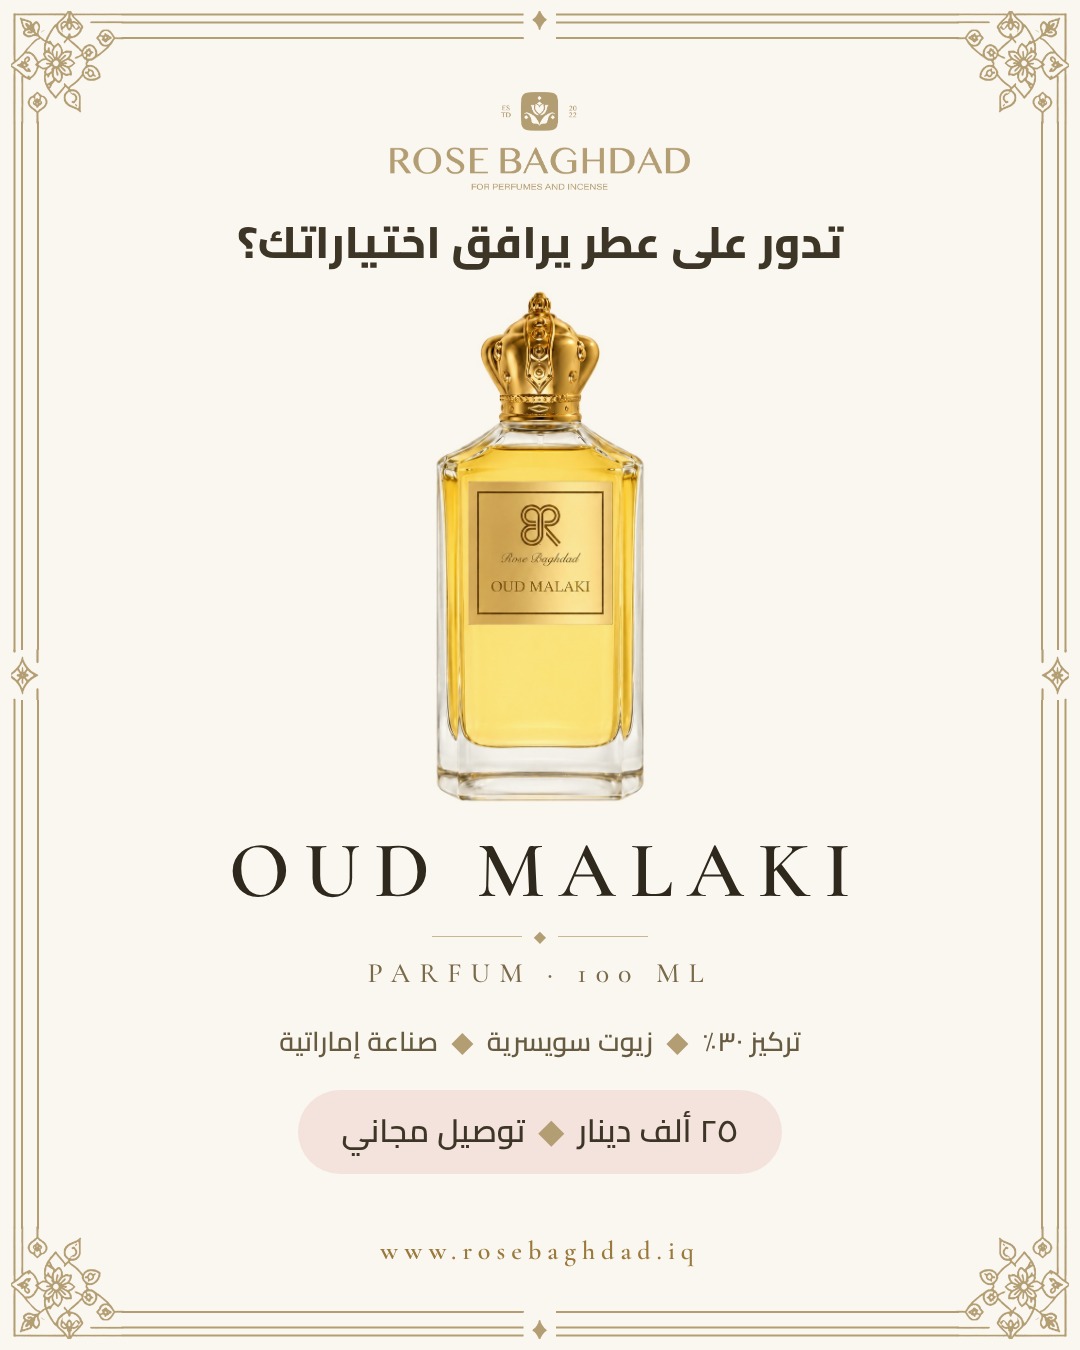 ES
TD
20
22
ROSE BAGHDAD
FOR PERFUMES AND INCENSE
تدور على عطر يرافق اختياراتك؟
Rose Baghdad
OUD MALAKI
OUD MALAKI
PARFUM · 100 ML
تركيز ٣٠٪ ◆ زيوت سويسرية ◆ صناعة إماراتية
٢٥ ألف دينار ◆ توصيل مجاني
www.rosebaghdad.iq